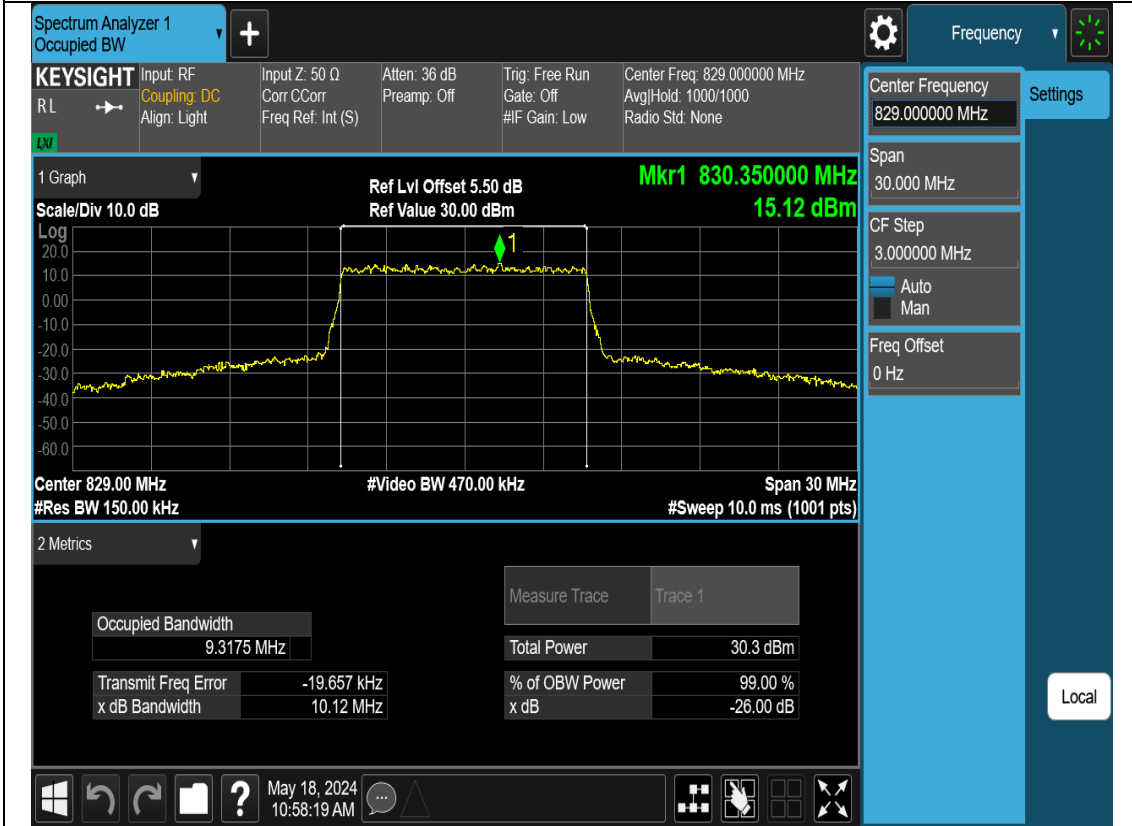 Spectrum Analyzer 1
Occupied BW
+
Frequency
KEYSIGHT
R L
LXI
Input: RF
Coupling: DC
Align: Light
Input Z: 50 Ω
Corr CCorr
Freq Ref: Int (S)
Atten: 36 dB
Preamp: Off
Trig: Free Run
Gate: Off
#IF Gain: Low
Center Freq: 829.000000 MHz
Avg|Hold: 1000/1000
Radio Std: None
Center Frequency
829.000000 MHz
Settings
Span
30.000 MHz
CF Step
3.000000 MHz
Auto
Man
Freq Offset
0 Hz
Local
1 Graph
Scale/Div 10.0 dB
Ref Lvl Offset 5.50 dB
Ref Value 30.00 dBm
Mkr1 830.350000 MHz
15.12 dBm
Log
1
20.0
10.0
0.00
-10.0
-20.0
-30.0
-40.0
-50.0
-60.0
Center 829.00 MHz
#Video BW 470.00 kHz
Span 30 MHz
#Res BW 150.00 kHz
#Sweep 10.0 ms (1001 pts)
2 Metrics
Measure Trace Trace 1
Occupied Bandwidth
9.3175 MHz
Total Power 30.3 dBm
Transmit Freq Error -19.657 kHz
% of OBW Power 99.00 %
x dB Bandwidth 10.12 MHz
x dB -26.00 dB
?
May 18, 2024
10:58:19 AM